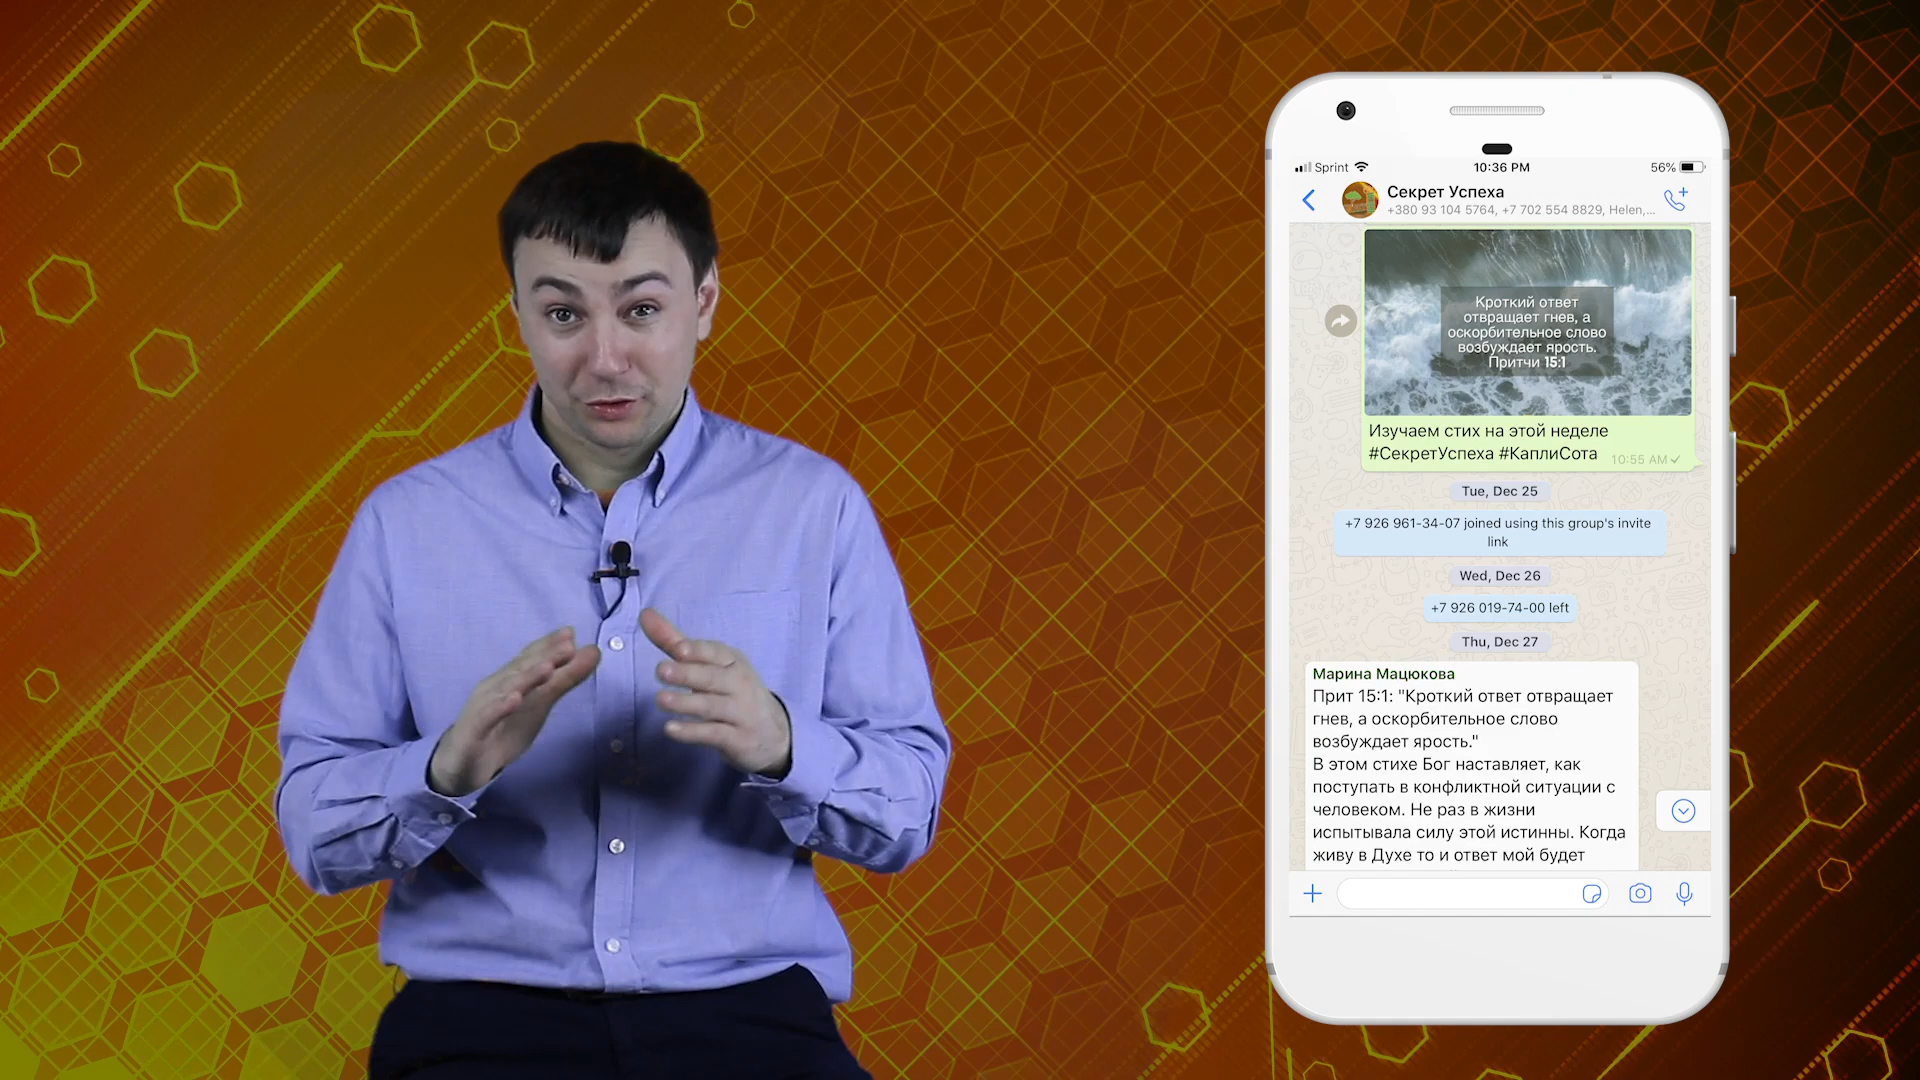 Sprint
10:36 PM
56%
Секрет Успеха
+380 93 104 5764, +7 702 554 8829, Helen,...
Кроткий ответ
отвращает гнев, а
оскорбительное слово
возбуждает ярость.
Притчи 15:1
Изучаем стих на этой неделе
#СекретУспеха #КаплиСота
10:55 AM
Tue, Dec 25
+7 926 961-34-07 joined using this group's invite
link
Wed, Dec 26
+7 926 019-74-00 left
Thu, Dec 27
Марина Мацюкова
Прит 15:1: "Кроткий ответ отвращает
гнев, а оскорбительное слово
возбуждает ярость."
В этом стихе Бог наставляет, как
поступать в конфликтной ситуации с
человеком. Не раз в жизни
испытывала силу этой истинны. Когда
живу в Духе то и ответ мой будет